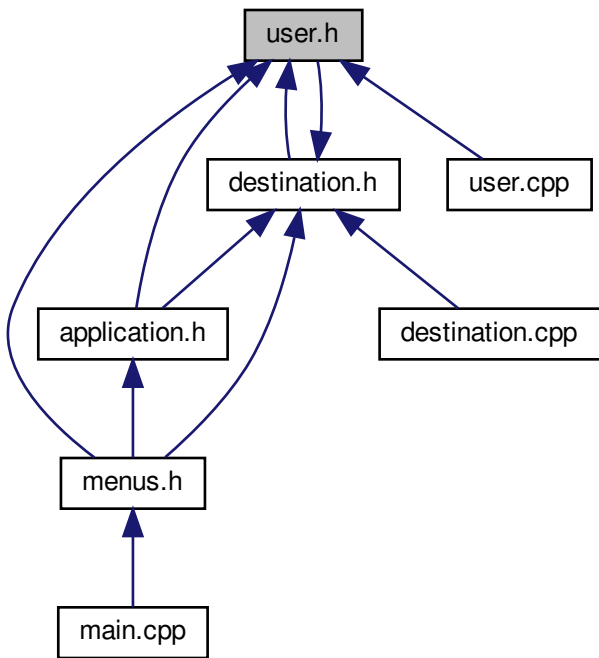 user.h
destination.h
user.cpp
application.h
destination.cpp
menus.h
main.cpp